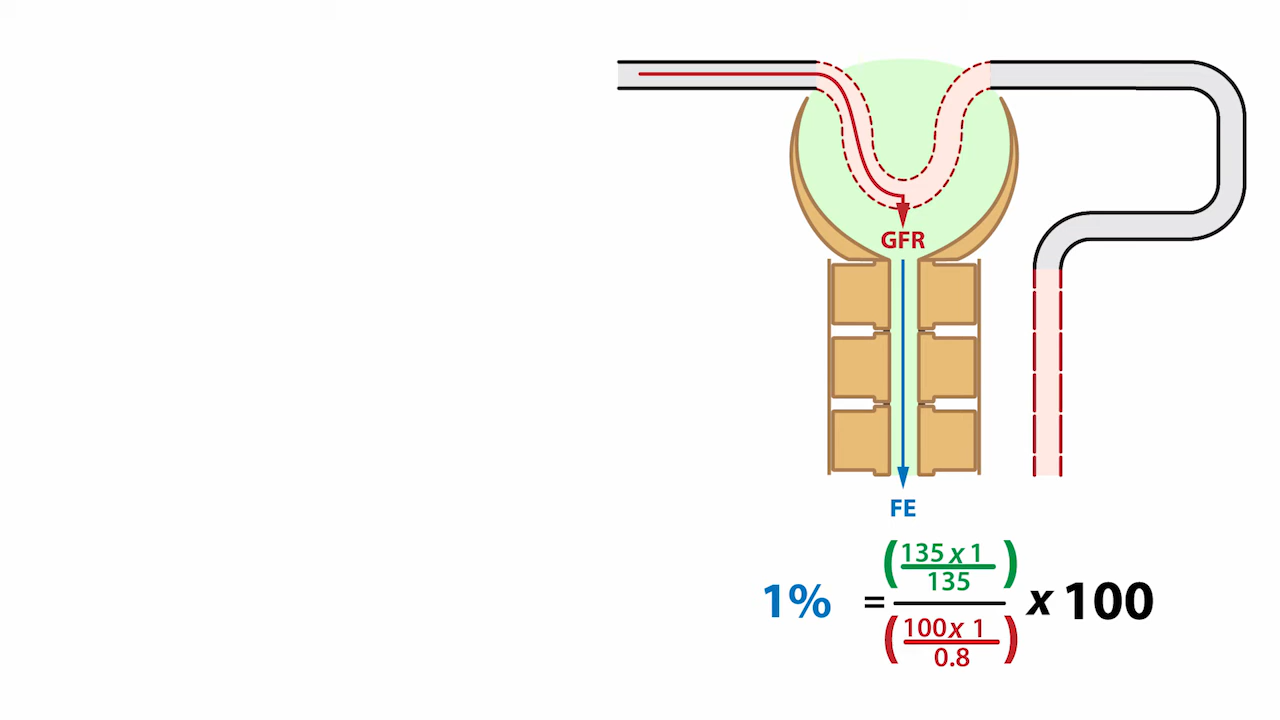 GFR
FE
(135 x 1)
135
1% = x 100
(100 x 1)
0.8